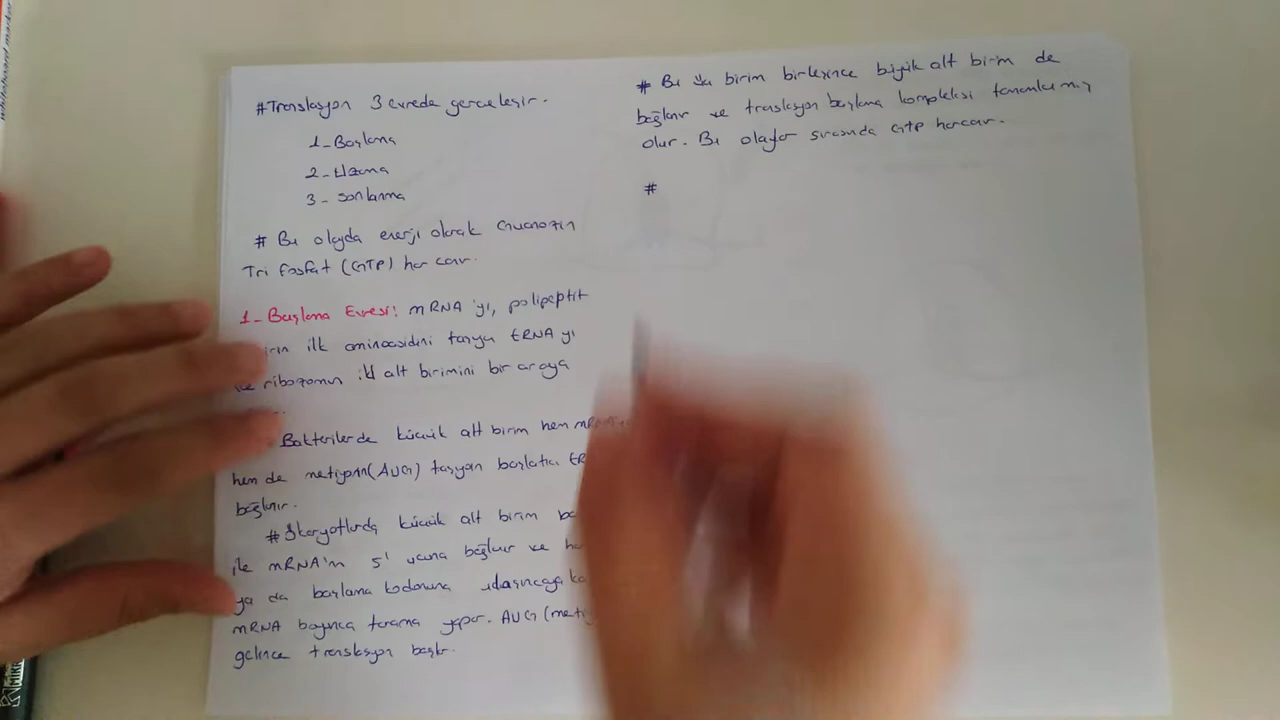 #Translasyon 3 evrede gerçekleşir.
1-Başlama
2-Uzama
3-Sonlanma
# Bu olayda enerji olarak Guanozin
Tri fosfat (GTP) harcar.
1-Başlama Evresi: mRNA'yı, polipeptit
ilk aminoasidini taşıyan tRNA yı
ribozomun iki alt birimini bir araya
Bakterilerde küçük alt birim hem
hem de metiyonin(AUG) taşıyan başlatıcı
bağlanır.
#Ökaryotlarda küçük alt birim
ile mRNA'nın 5' ucuna bağlanır ve
ya da başlama kodonuna ulaşıncaya
mRNA boyunca tarama yapar. AUG
gelince translasyon başlar.
# Bu iki birim birleşince büyük alt birim de
bağlanır ve translasyon başlama kompleksi tamamlanmış
olur. Bu olaylar sırasında GTP harcar.
#